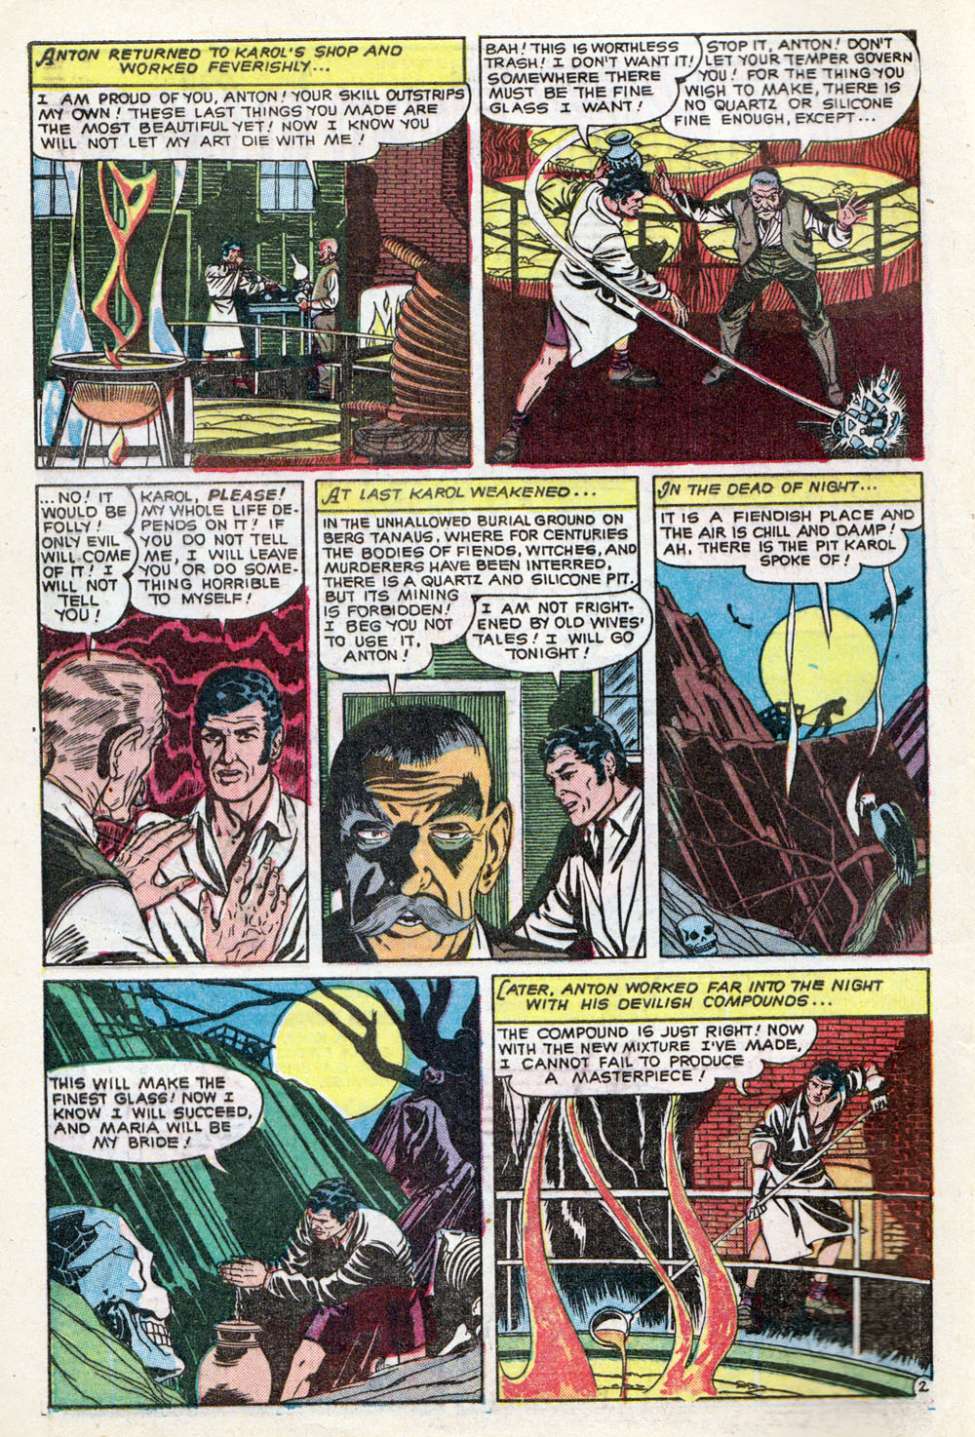 ANTON RETURNED TO KAROL'S SHOP AND
WORKED FEVERISHLY...
I AM PROUD OF YOU, ANTON! YOUR SKILL OUTSTRIPS
MY OWN! THESE LAST THINGS YOU MADE ARE
THE MOST BEAUTIFUL YET! NOW I KNOW YOU
WILL NOT LET MY ART DIE WITH ME!
BAH! THIS IS WORTHLESS
TRASH! I DON'T WANT IT!
SOMEWHERE THERE
MUST BE THE FINE
GLASS I WANT!
STOP IT, ANTON! DON'T
LET YOUR TEMPER GOVERN
YOU! FOR THE THING YOU
WISH TO MAKE, THERE IS
NO QUARTZ OR SILICONE
FINE ENOUGH, EXCEPT...
...NO! IT
WOULD BE
FOLLY!
ONLY EVIL
WILL COME
OF IT! I
WILL NOT
TELL
YOU!
KAROL, PLEASE!
MY WHOLE LIFE DE-
PENDS ON IT! IF
YOU DO NOT TELL
ME, I WILL LEAVE
YOU OR DO SOME-
THING HORRIBLE
TO MYSELF!
AT LAST KAROL WEAKENED...
IN THE UNHALLOWED BURIAL GROUND ON
BERG TANAUS, WHERE FOR CENTURIES
THE BODIES OF FIENDS, WITCHES, AND
MURDERERS HAVE BEEN INTERRED,
THERE IS A QUARTZ AND SILICONE PIT.
BUT ITS MINING
IS FORBIDDEN!
I BEG YOU NOT
TO USE IT,
ANTON!
I AM NOT FRIGHT-
ENED BY OLD WIVES'
TALES! I WILL GO
TONIGHT!
IN THE DEAD OF NIGHT...
IT IS A FIENDISH PLACE AND
THE AIR IS CHILL AND DAMP!
AH, THERE IS THE PIT KAROL
SPOKE OF!
THIS WILL MAKE THE
FINEST GLASS! NOW I
KNOW I WILL SUCCEED,
AND MARIA WILL BE
MY BRIDE!
LATER, ANTON WORKED FAR INTO THE NIGHT
WITH HIS DEVILISH COMPOUNDS...
THE COMPOUND IS JUST RIGHT! NOW
WITH THE NEW MIXTURE I'VE MADE,
I CANNOT FAIL TO PRODUCE
A MASTERPIECE!
2